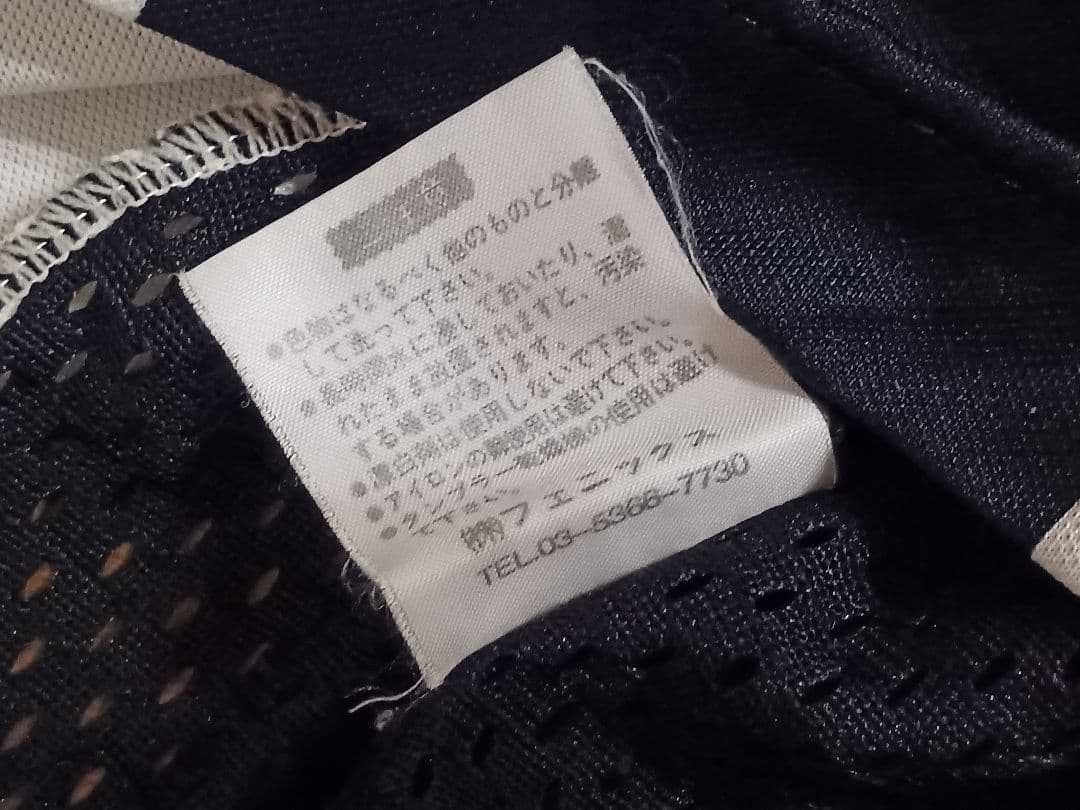 ご注意
●色物はなるべく他のものと分離
して洗って下さい。
●長時間水に浸しておいたり、濡
れたまま放置されますと、汚染
する場合があります。
●漂白剤は使用しないで下さい。
●アイロンの御使用は避けて下さい。
●タンブラー乾燥機の使用は避け
て下さい。
㈱フェニックス
TEL.03-5366-7730